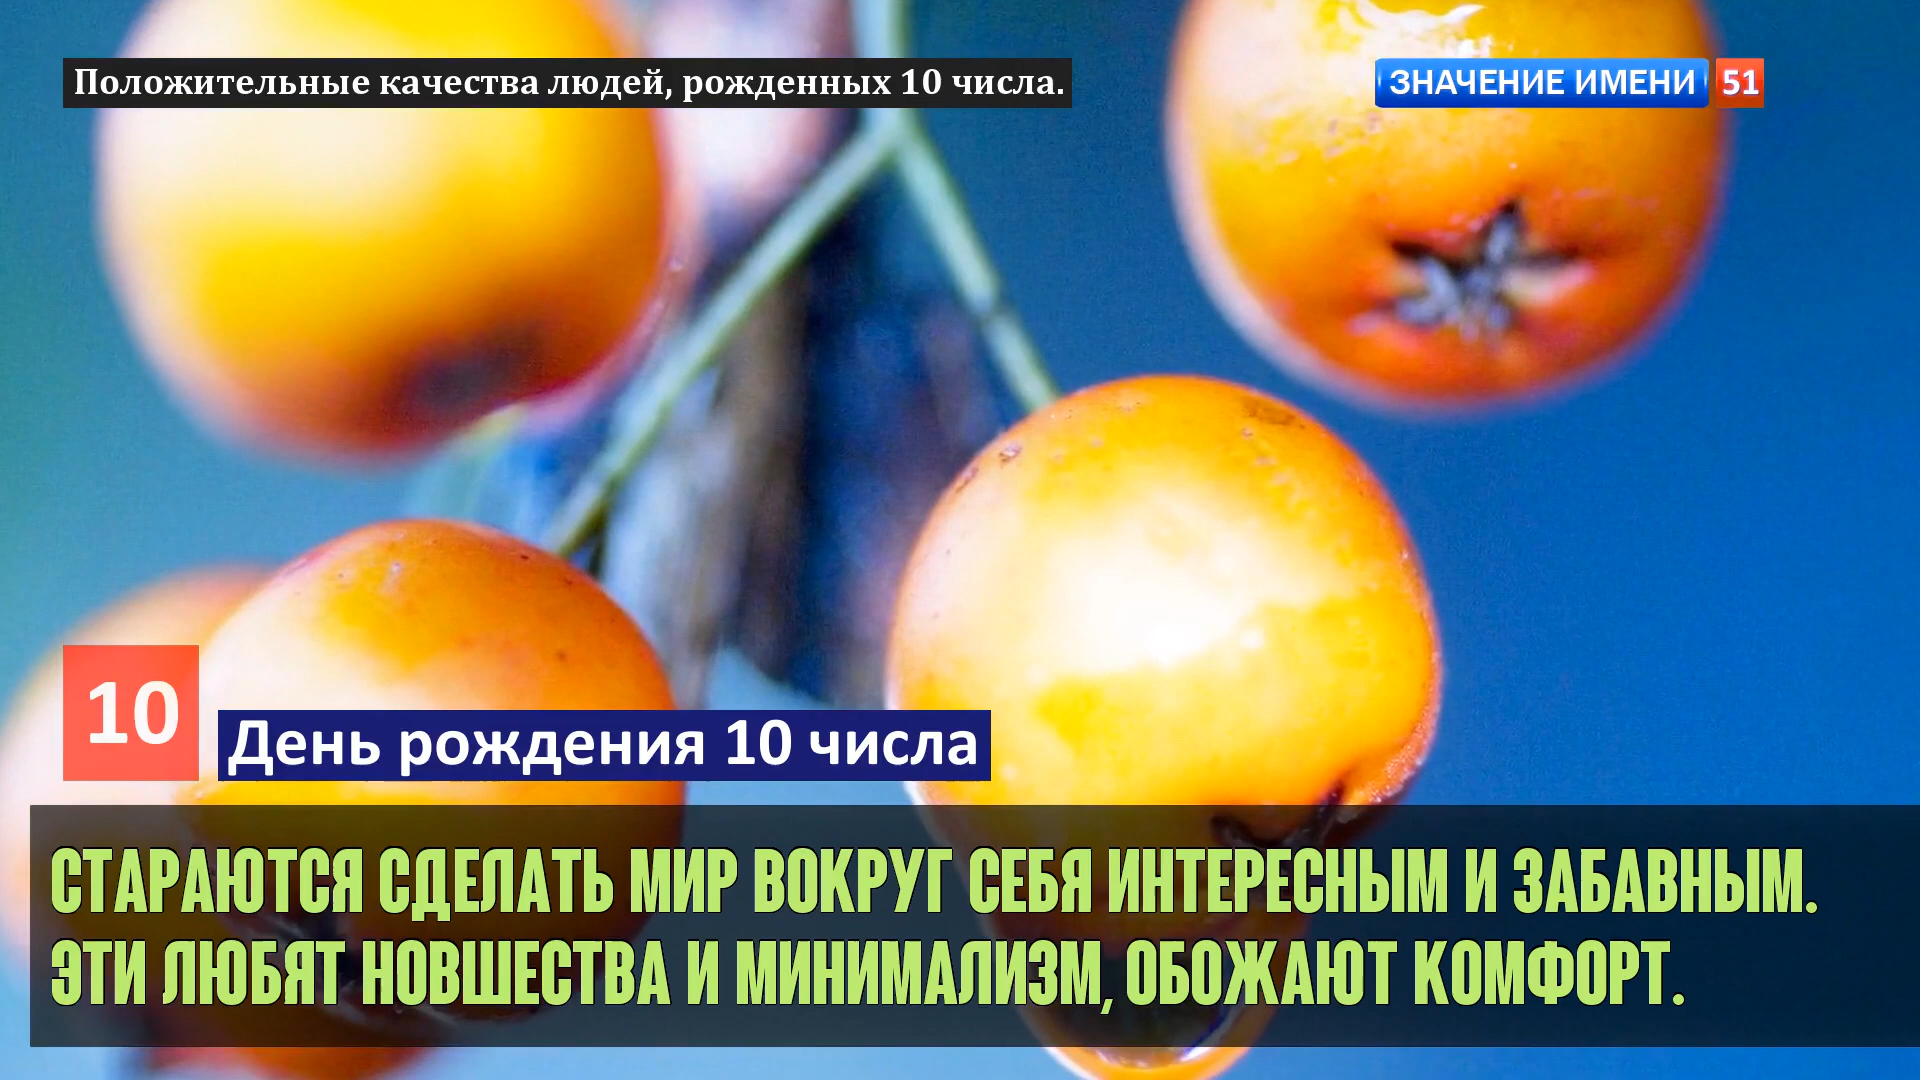 Положительные качества людей, рожденных 10 числа.
ЗНАЧЕНИЕ ИМЕНИ 51
10
День рождения 10 числа
СТАРАЮТСЯ СДЕЛАТЬ МИР ВОКРУГ СЕБЯ ИНТЕРЕСНЫМ И ЗАБАВНЫМ.
ЭТИ ЛЮБЯТ НОВШЕСТВА И МИНИМАЛИЗМ, ОБОЖАЮТ КОМФОРТ.